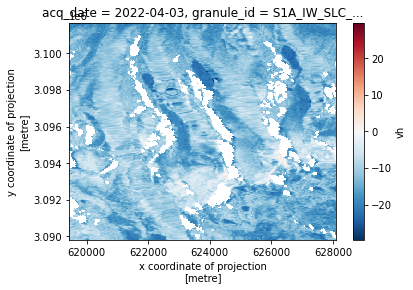 acq_date = 2022-04-03, granule_id = S1A_IW_SLC_...
1e6
3.100
3.098
3.096
3.094
3.092
3.090
y coordinate of projection
[metre]
620000
622000
624000
626000
628000
x coordinate of projection
[metre]
20
10
0
−10
−20
vh